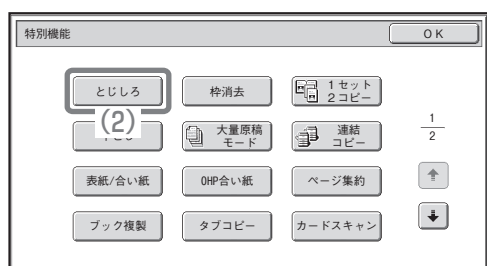 特別機能
OK
とじしろ
枠消去
1セット
2コピー
(2)
大量原稿
モード
連結
コピー
1
2
表紙/合い紙
OHP合い紙
ページ集約
ブック複製
タブコピー
カードスキャン